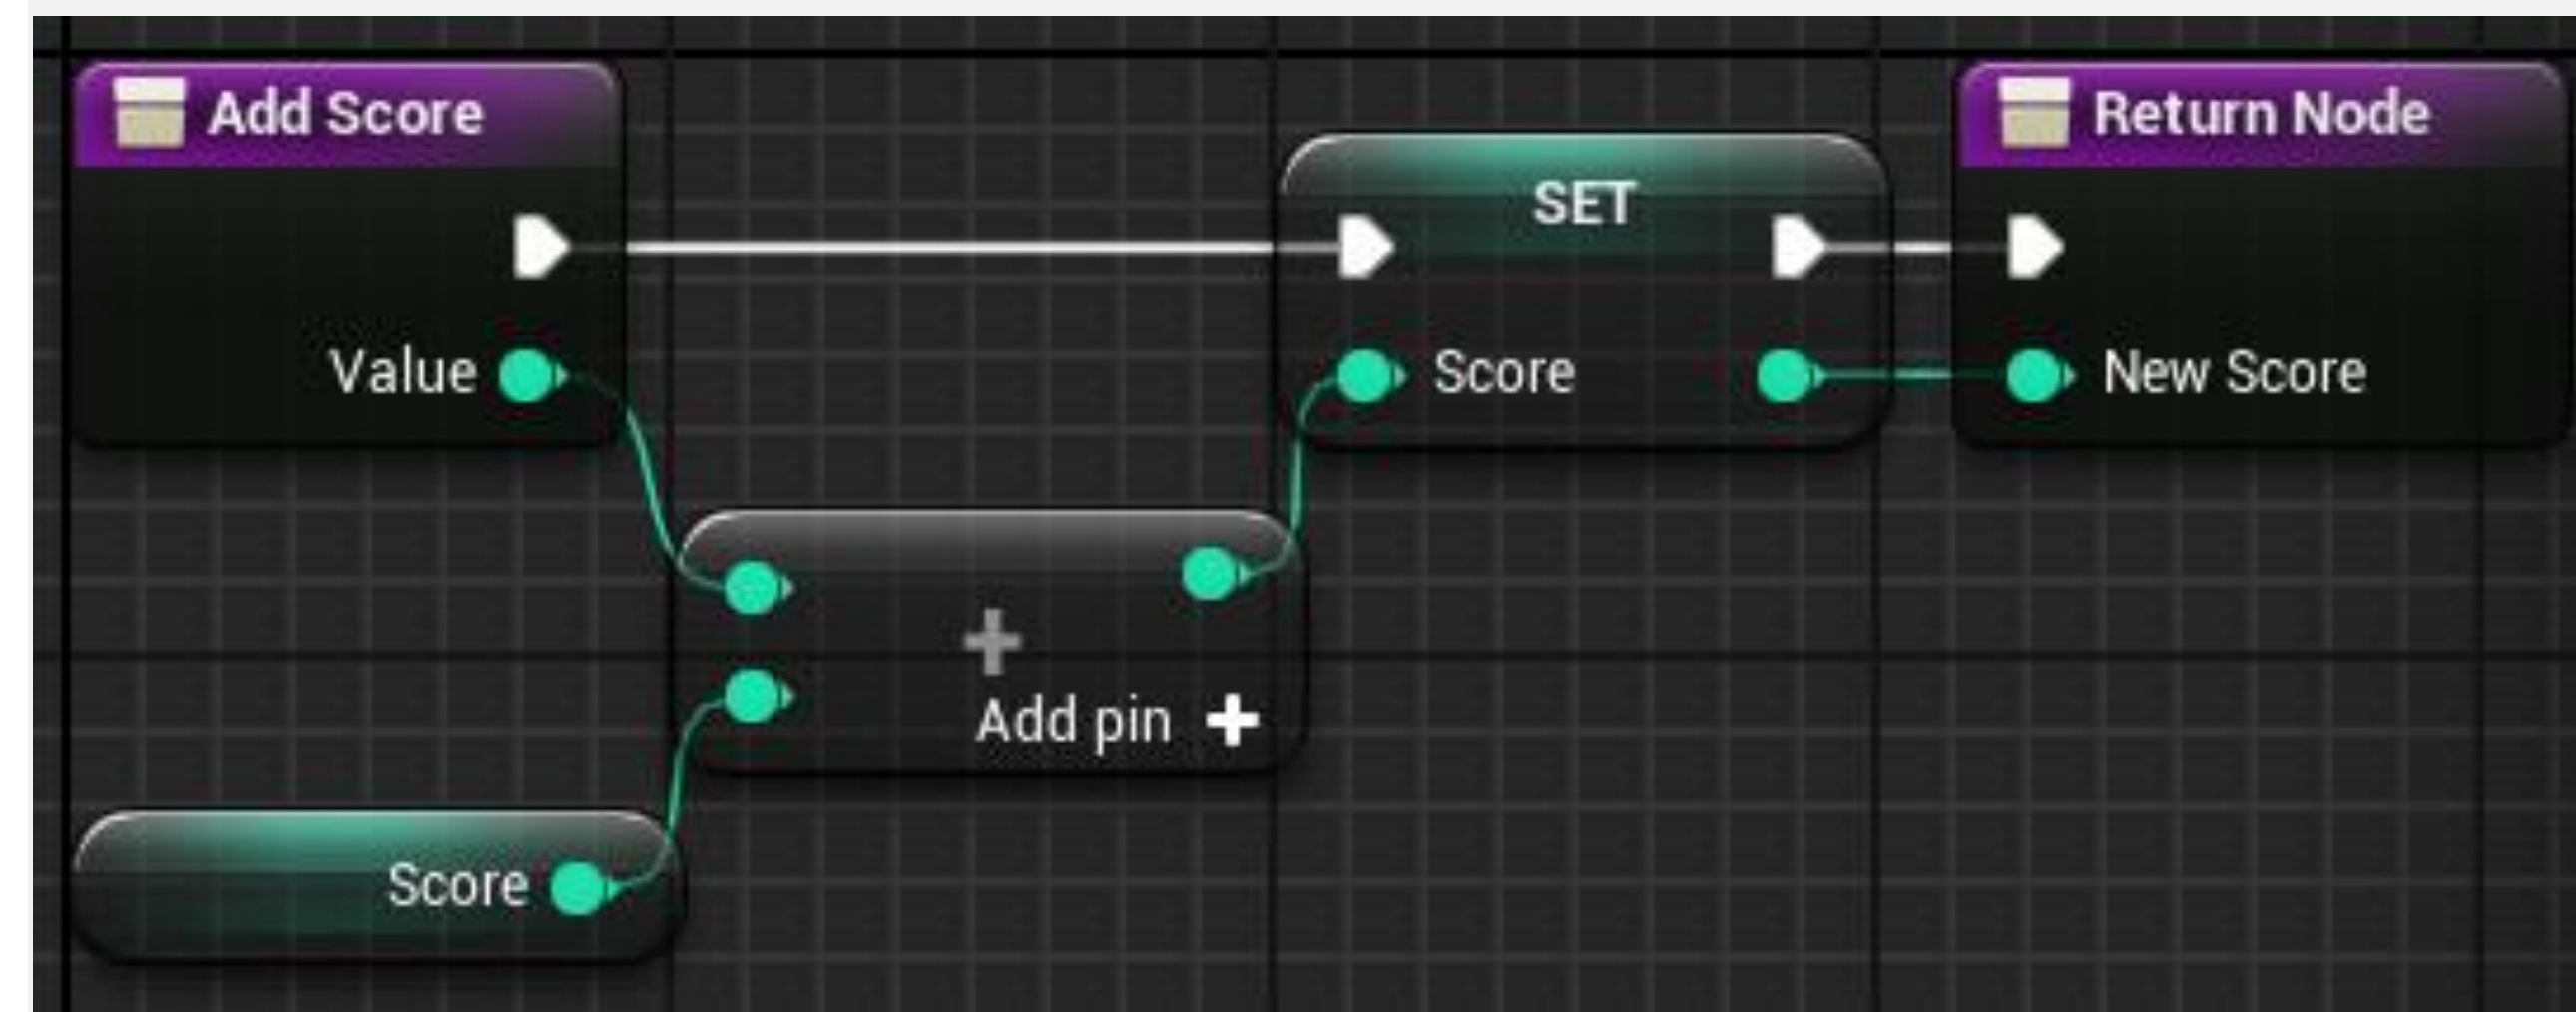 Add Score
Return Node
SET
Value
Score
New Score
Add pin
Score